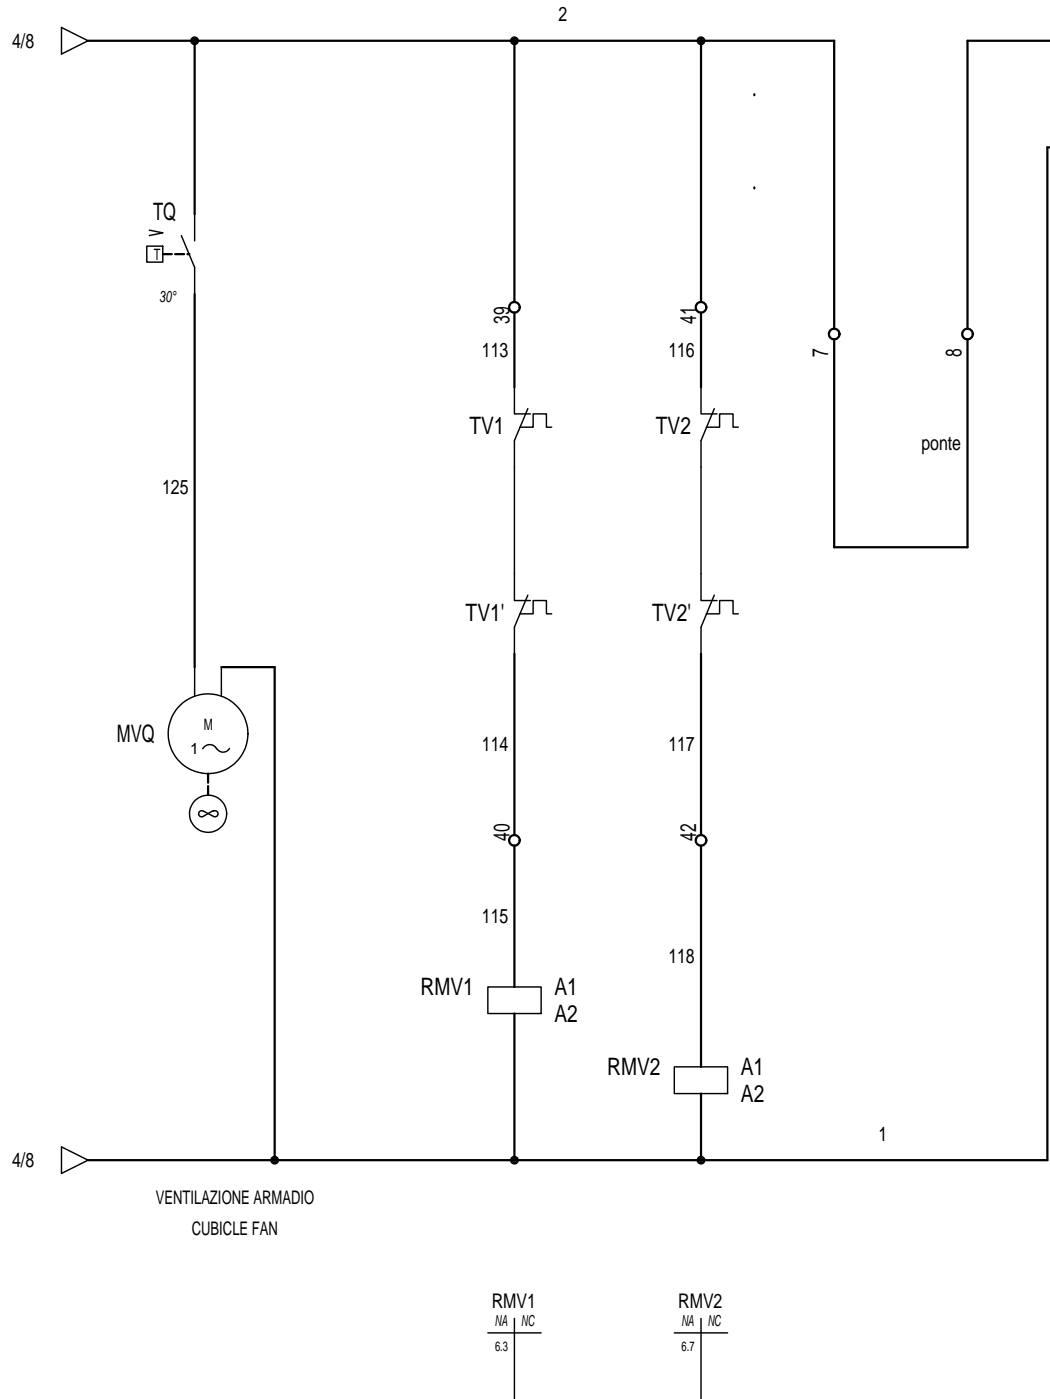 2
4/8
TQ
T
30°
39
41
113
116
7
8
TV1
TV2
ponte
125
TV1'
TV2'
MVQ
M
1
114
117
40
42
115
118
RMV1
A1
A2
RMV2
A1
A2
1
4/8
VENTILAZIONE ARMADIO
CUBICLE FAN
RMV1
NA NC
6.3
RMV2
NA NC
6.7